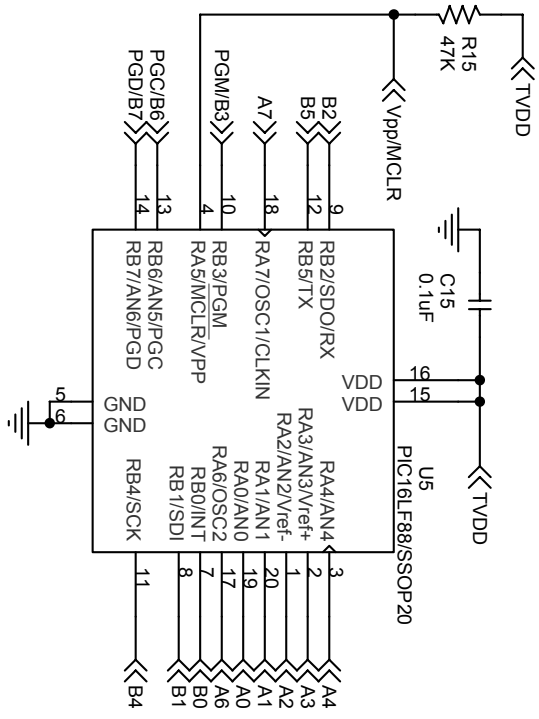 TVDD
R15
47K
Vpp/MCLR
B2
B5
A7
PGM/B3
PGC/B6
PGD/B7
9
12
18
10
4
13
14
RB2/SDO/RX
RB5/TX
RA7/OSC1/CLKIN
RB3/PGM
RA5/MCLR/VPP
RB6/AN5/PGC
RB7/AN6/PGD
C15
0.1uF
16
15
VDD
VDD
TVDD
5
6
GND
GND
U5
PIC16LF88/SSOP20
RA4/AN4
RA3/AN3/Vref+
RA2/AN2/Vref-
RA1/AN1
RA0/AN0
RA6/OSC2
RB0/INT
RB1/SDI
RB4/SCK
3
2
1
20
19
17
7
8
11
A4
A3
A2
A1
A0
A6
B0
B1
B4